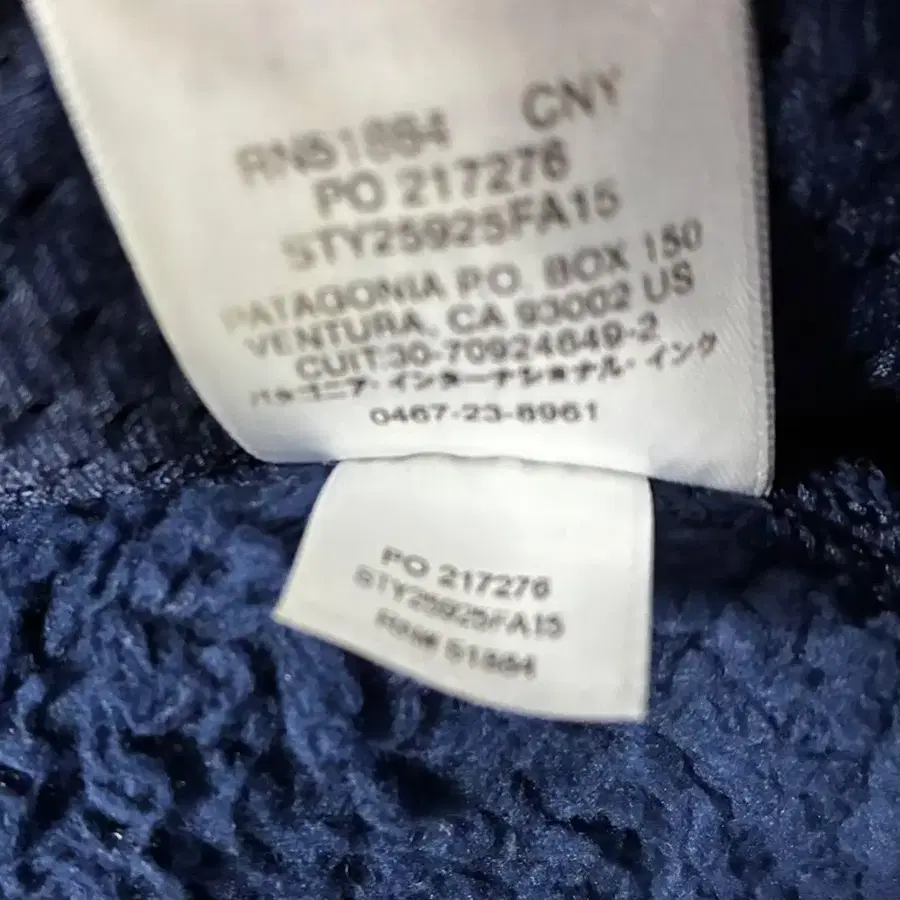 RN51884 CNY
PO 217276
STY25925FA15
PATAGONIA P.O. BOX 150
VENTURA, CA 93002 US
CUIT:30-70924649-2
パタゴニア・インターナショナル・インク
0467-23-8961
PO 217276
STY25925FA15
RN# 51884